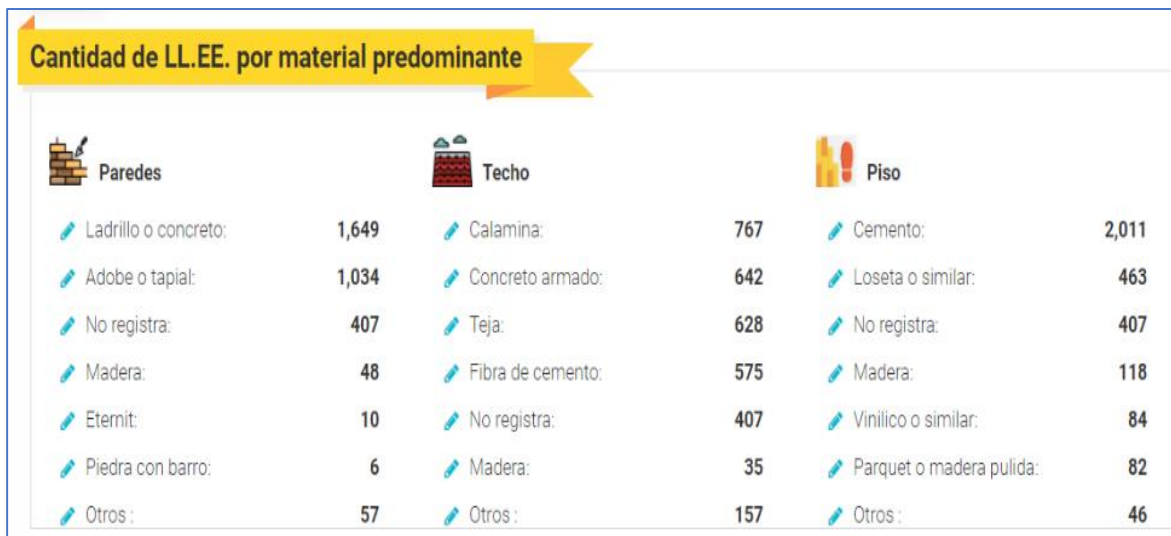 Cantidad de LL.EE. por material predominante
Paredes
Ladrillo o concreto: 1,649
Adobe o tapial: 1,034
No registra: 407
Madera: 48
Eternit: 10
Piedra con barro: 6
Otros : 57
Techo
Calamina: 767
Concreto armado: 642
Teja: 628
Fibra de cemento: 575
No registra: 407
Madera: 35
Otros : 157
Piso
Cemento: 2,011
Loseta o similar: 463
No registra: 407
Madera: 118
Vinilico o similar: 84
Parquet o madera pulida: 82
Otros : 46